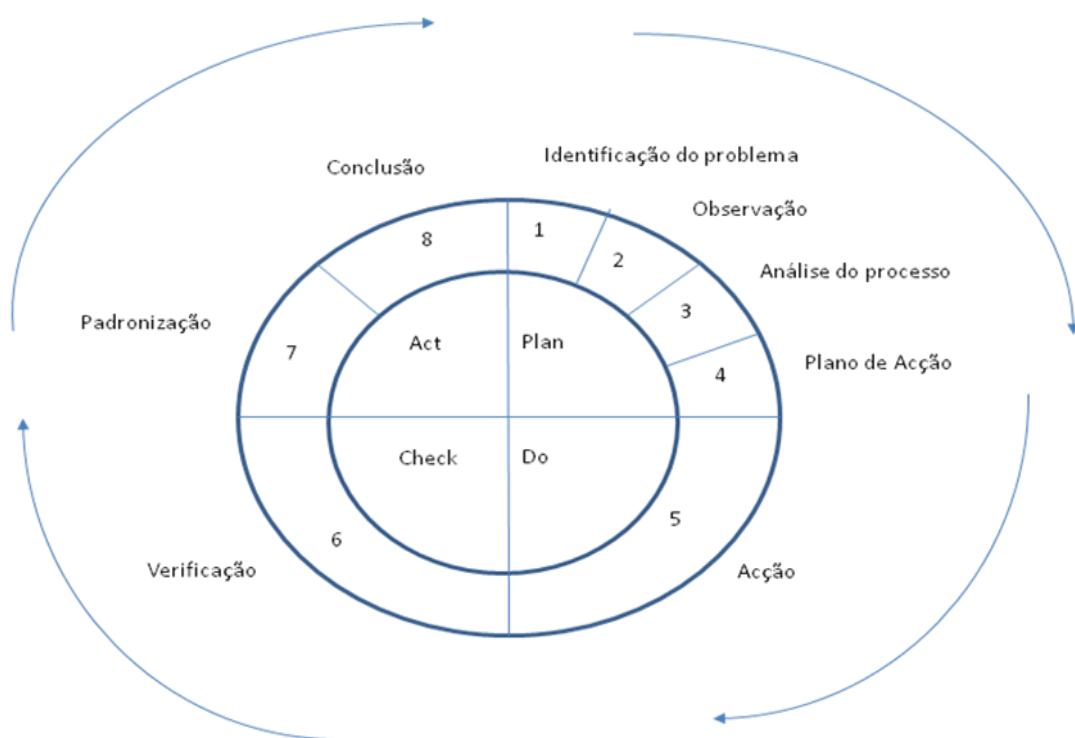 Conclusão
Identificação do problema
Observação
Análise do processo
Plano de Acção
Padronização
Verificação
Acção
8
1
2
3
4
7
6
5
Act
Plan
Check
Do